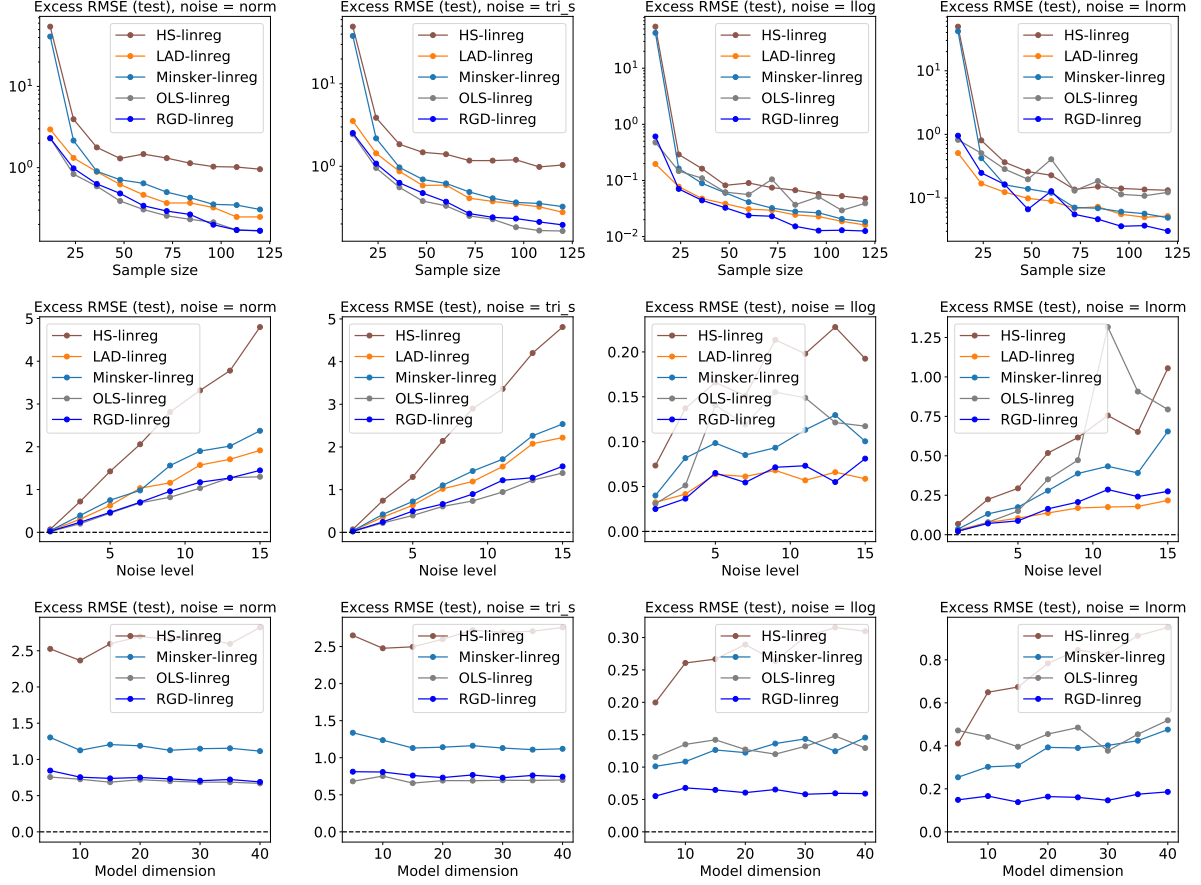 Excess RMSE (test), noise = norm
HS-linreg
LAD-linreg
Minsker-linreg
OLS-linreg
RGD-linreg
10¹
10⁰
25 50 75 100 125
Sample size
Excess RMSE (test), noise = tri_s
HS-linreg
LAD-linreg
Minsker-linreg
OLS-linreg
RGD-linreg
10¹
10⁰
25 50 75 100 125
Sample size
Excess RMSE (test), noise = llog
HS-linreg
LAD-linreg
Minsker-linreg
OLS-linreg
RGD-linreg
10¹
10⁰
10⁻¹
10⁻²
25 50 75 100 125
Sample size
Excess RMSE (test), noise = lnorm
HS-linreg
LAD-linreg
Minsker-linreg
OLS-linreg
RGD-linreg
10¹
10⁰
10⁻¹
25 50 75 100 125
Sample size
Excess RMSE (test), noise = norm
HS-linreg
LAD-linreg
Minsker-linreg
OLS-linreg
RGD-linreg
5
4
3
2
1
0
5 10 15
Noise level
Excess RMSE (test), noise = tri_s
HS-linreg
LAD-linreg
Minsker-linreg
OLS-linreg
RGD-linreg
5
4
3
2
1
0
5 10 15
Noise level
Excess RMSE (test), noise = llog
HS-linreg
LAD-linreg
Minsker-linreg
OLS-linreg
RGD-linreg
0.20
0.15
0.10
0.05
0.00
5 10 15
Noise level
Excess RMSE (test), noise = lnorm
HS-linreg
LAD-linreg
Minsker-linreg
OLS-linreg
RGD-linreg
1.25
1.00
0.75
0.50
0.25
0.00
5 10 15
Noise level
Excess RMSE (test), noise = norm
HS-linreg
Minsker-linreg
OLS-linreg
RGD-linreg
2.5
2.0
1.5
1.0
0.5
0.0
10 20 30 40
Model dimension
Excess RMSE (test), noise = tri_s
HS-linreg
Minsker-linreg
OLS-linreg
RGD-linreg
2.5
2.0
1.5
1.0
0.5
0.0
10 20 30 40
Model dimension
Excess RMSE (test), noise = llog
HS-linreg
Minsker-linreg
OLS-linreg
RGD-linreg
0.30
0.25
0.20
0.15
0.10
0.05
0.00
10 20 30 40
Model dimension
Excess RMSE (test), noise = lnorm
HS-linreg
Minsker-linreg
OLS-linreg
RGD-linreg
0.8
0.6
0.4
0.2
0.0
10 20 30 40
Model dimension